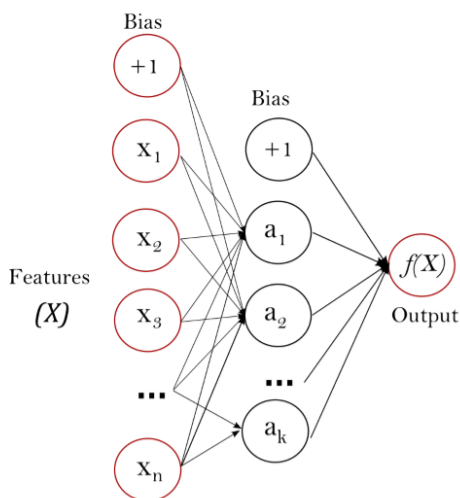 Bias
+1
x1
x2
Features
(X)
x3
...
xn
Bias
+1
a1
a2
...
ak
f(X)
Output